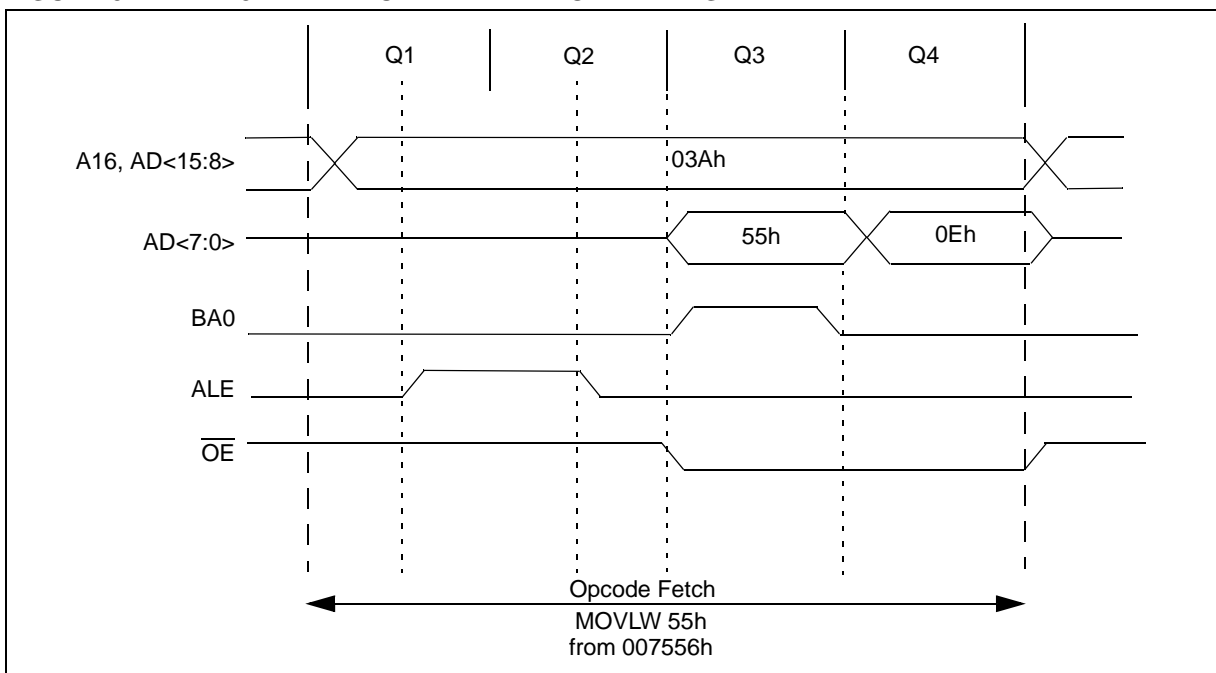 Q1 Q2 Q3 Q4
A16, AD<15:8> 03Ah
AD<7:0> 55h 0Eh
BA0
ALE
OE
Opcode Fetch
MOVLW 55h
from 007556h